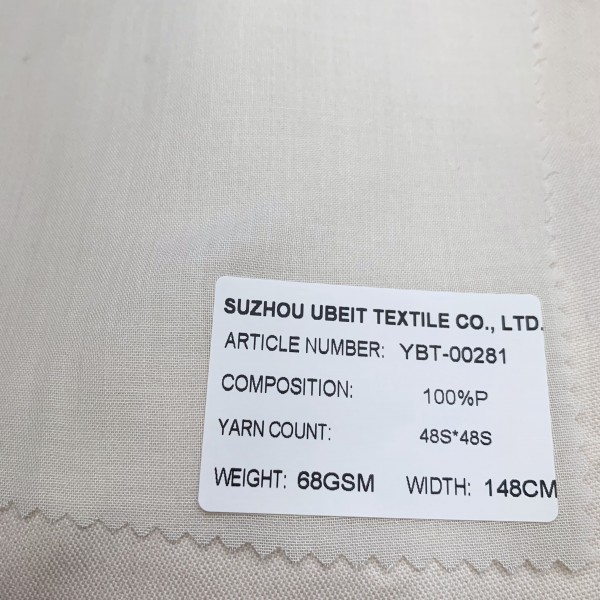 SUZHOU UBEIT TEXTILE CO., LTD.
ARTICLE NUMBER: YBT-00281
COMPOSITION: 100%P
YARN COUNT: 48S*48S
WEIGHT: 68GSM WIDTH: 148CM